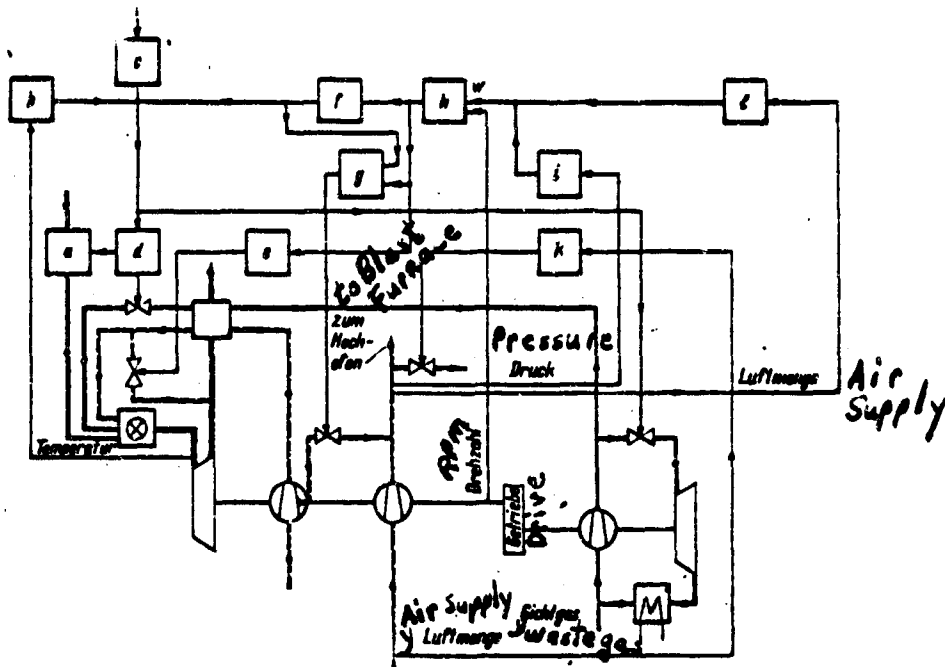 c
b
f
h
w
l
g
i
a
d
e
k
to Blast
Furnace
zum
Hoch-
ofen
Pressure
Druck
Luftmenge
Air
Supply
Temperatur
RPM
Drehzahl
Getriebe
Drive
M
Air Supply
Gichtgas
Luftmenge
waste gas